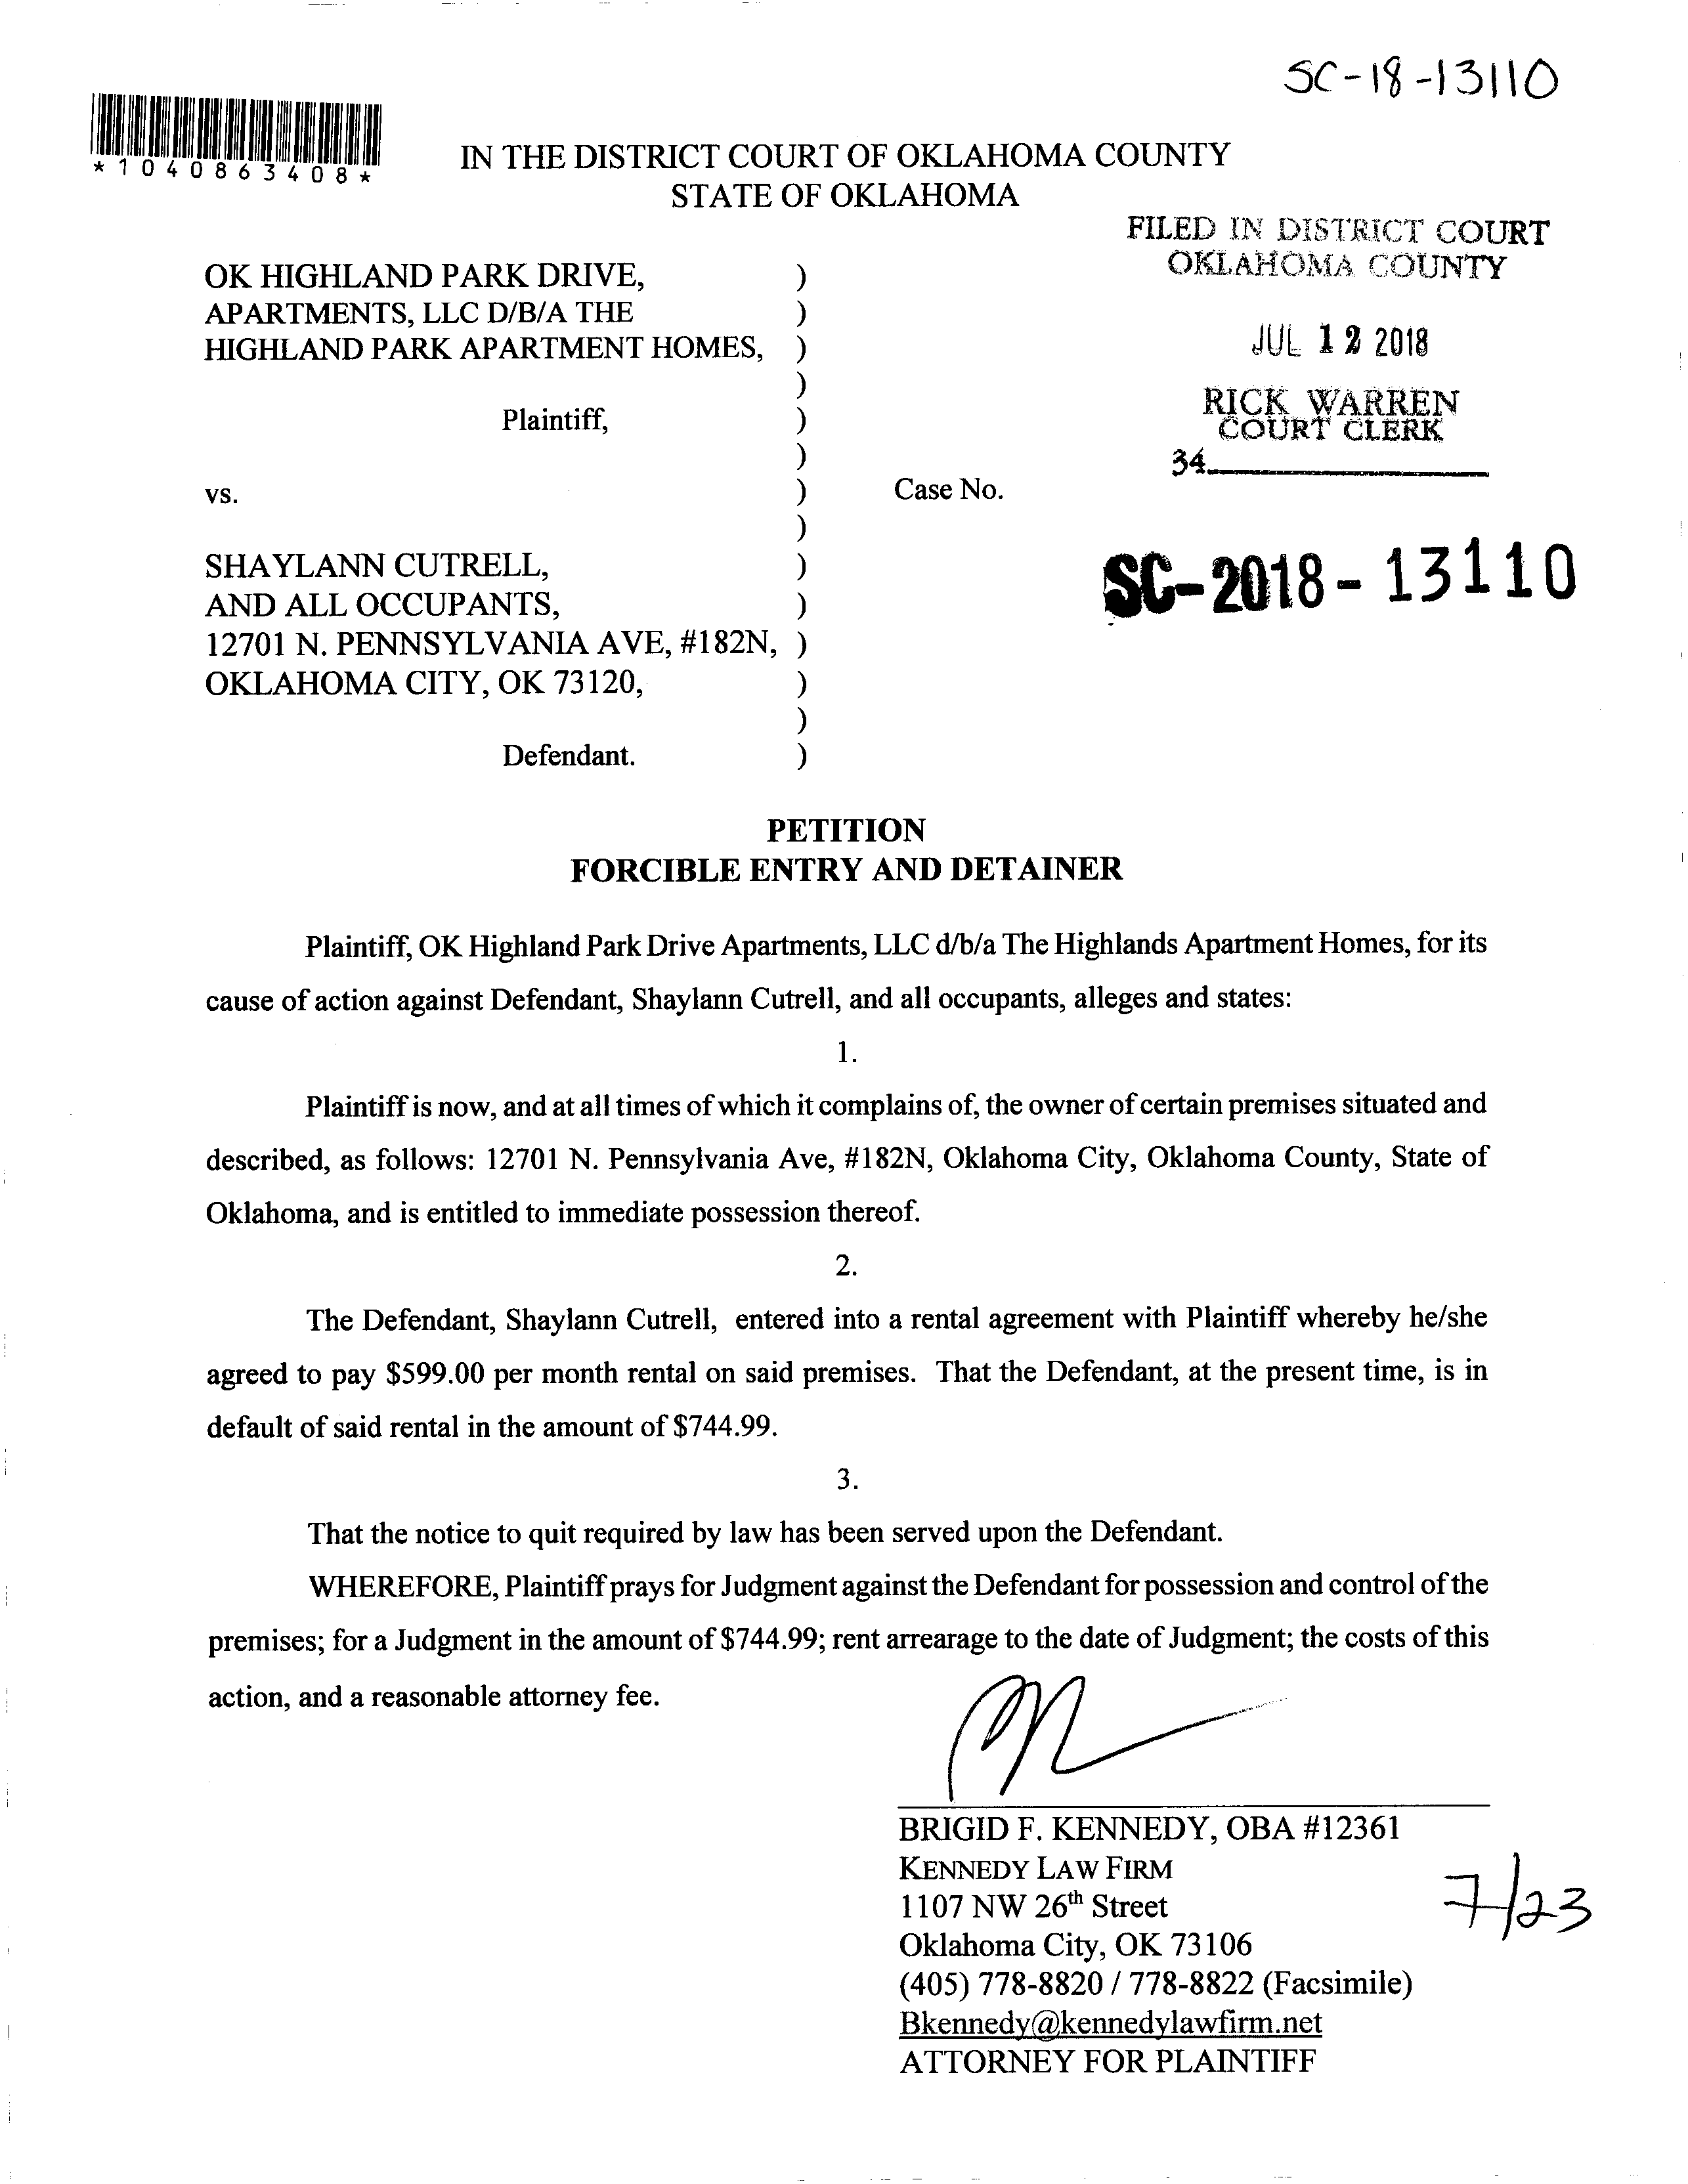 SC-18-13110
*1040863408*
IN THE DISTRICT COURT OF OKLAHOMA COUNTY
STATE OF OKLAHOMA
FILED IN DISTRICT COURT
OKLAHOMA COUNTY
JUL 12 2018
RICK WARREN
COURT CLERK
34
OK HIGHLAND PARK DRIVE, )
APARTMENTS, LLC D/B/A THE )
HIGHLAND PARK APARTMENT HOMES, )
)
Plaintiff, )
)
vs. ) Case No.
)
SC-2018-13110
SHAYLANN CUTRELL, )
AND ALL OCCUPANTS, )
12701 N. PENNSYLVANIA AVE, #182N, )
OKLAHOMA CITY, OK 73120, )
)
Defendant. )
PETITION
FORCIBLE ENTRY AND DETAINER
Plaintiff, OK Highland Park Drive Apartments, LLC d/b/a The Highlands Apartment Homes, for its
cause of action against Defendant, Shaylann Cutrell, and all occupants, alleges and states:
1.
Plaintiff is now, and at all times of which it complains of, the owner of certain premises situated and
described, as follows: 12701 N. Pennsylvania Ave, #182N, Oklahoma City, Oklahoma County, State of
Oklahoma, and is entitled to immediate possession thereof.
2.
The Defendant, Shaylann Cutrell, entered into a rental agreement with Plaintiff whereby he/she
agreed to pay $599.00 per month rental on said premises. That the Defendant, at the present time, is in
default of said rental in the amount of $744.99.
3.
That the notice to quit required by law has been served upon the Defendant.
WHEREFORE, Plaintiff prays for Judgment against the Defendant for possession and control of the
premises; for a Judgment in the amount of $744.99; rent arrearage to the date of Judgment; the costs of this
action, and a reasonable attorney fee.
BRIGID F. KENNEDY, OBA #12361
KENNEDY LAW FIRM
1107 NW 26th Street
Oklahoma City, OK 73106
(405) 778-8820 / 778-8822 (Facsimile)
Bkennedy@kennedylawfirm.net
ATTORNEY FOR PLAINTIFF
7/23